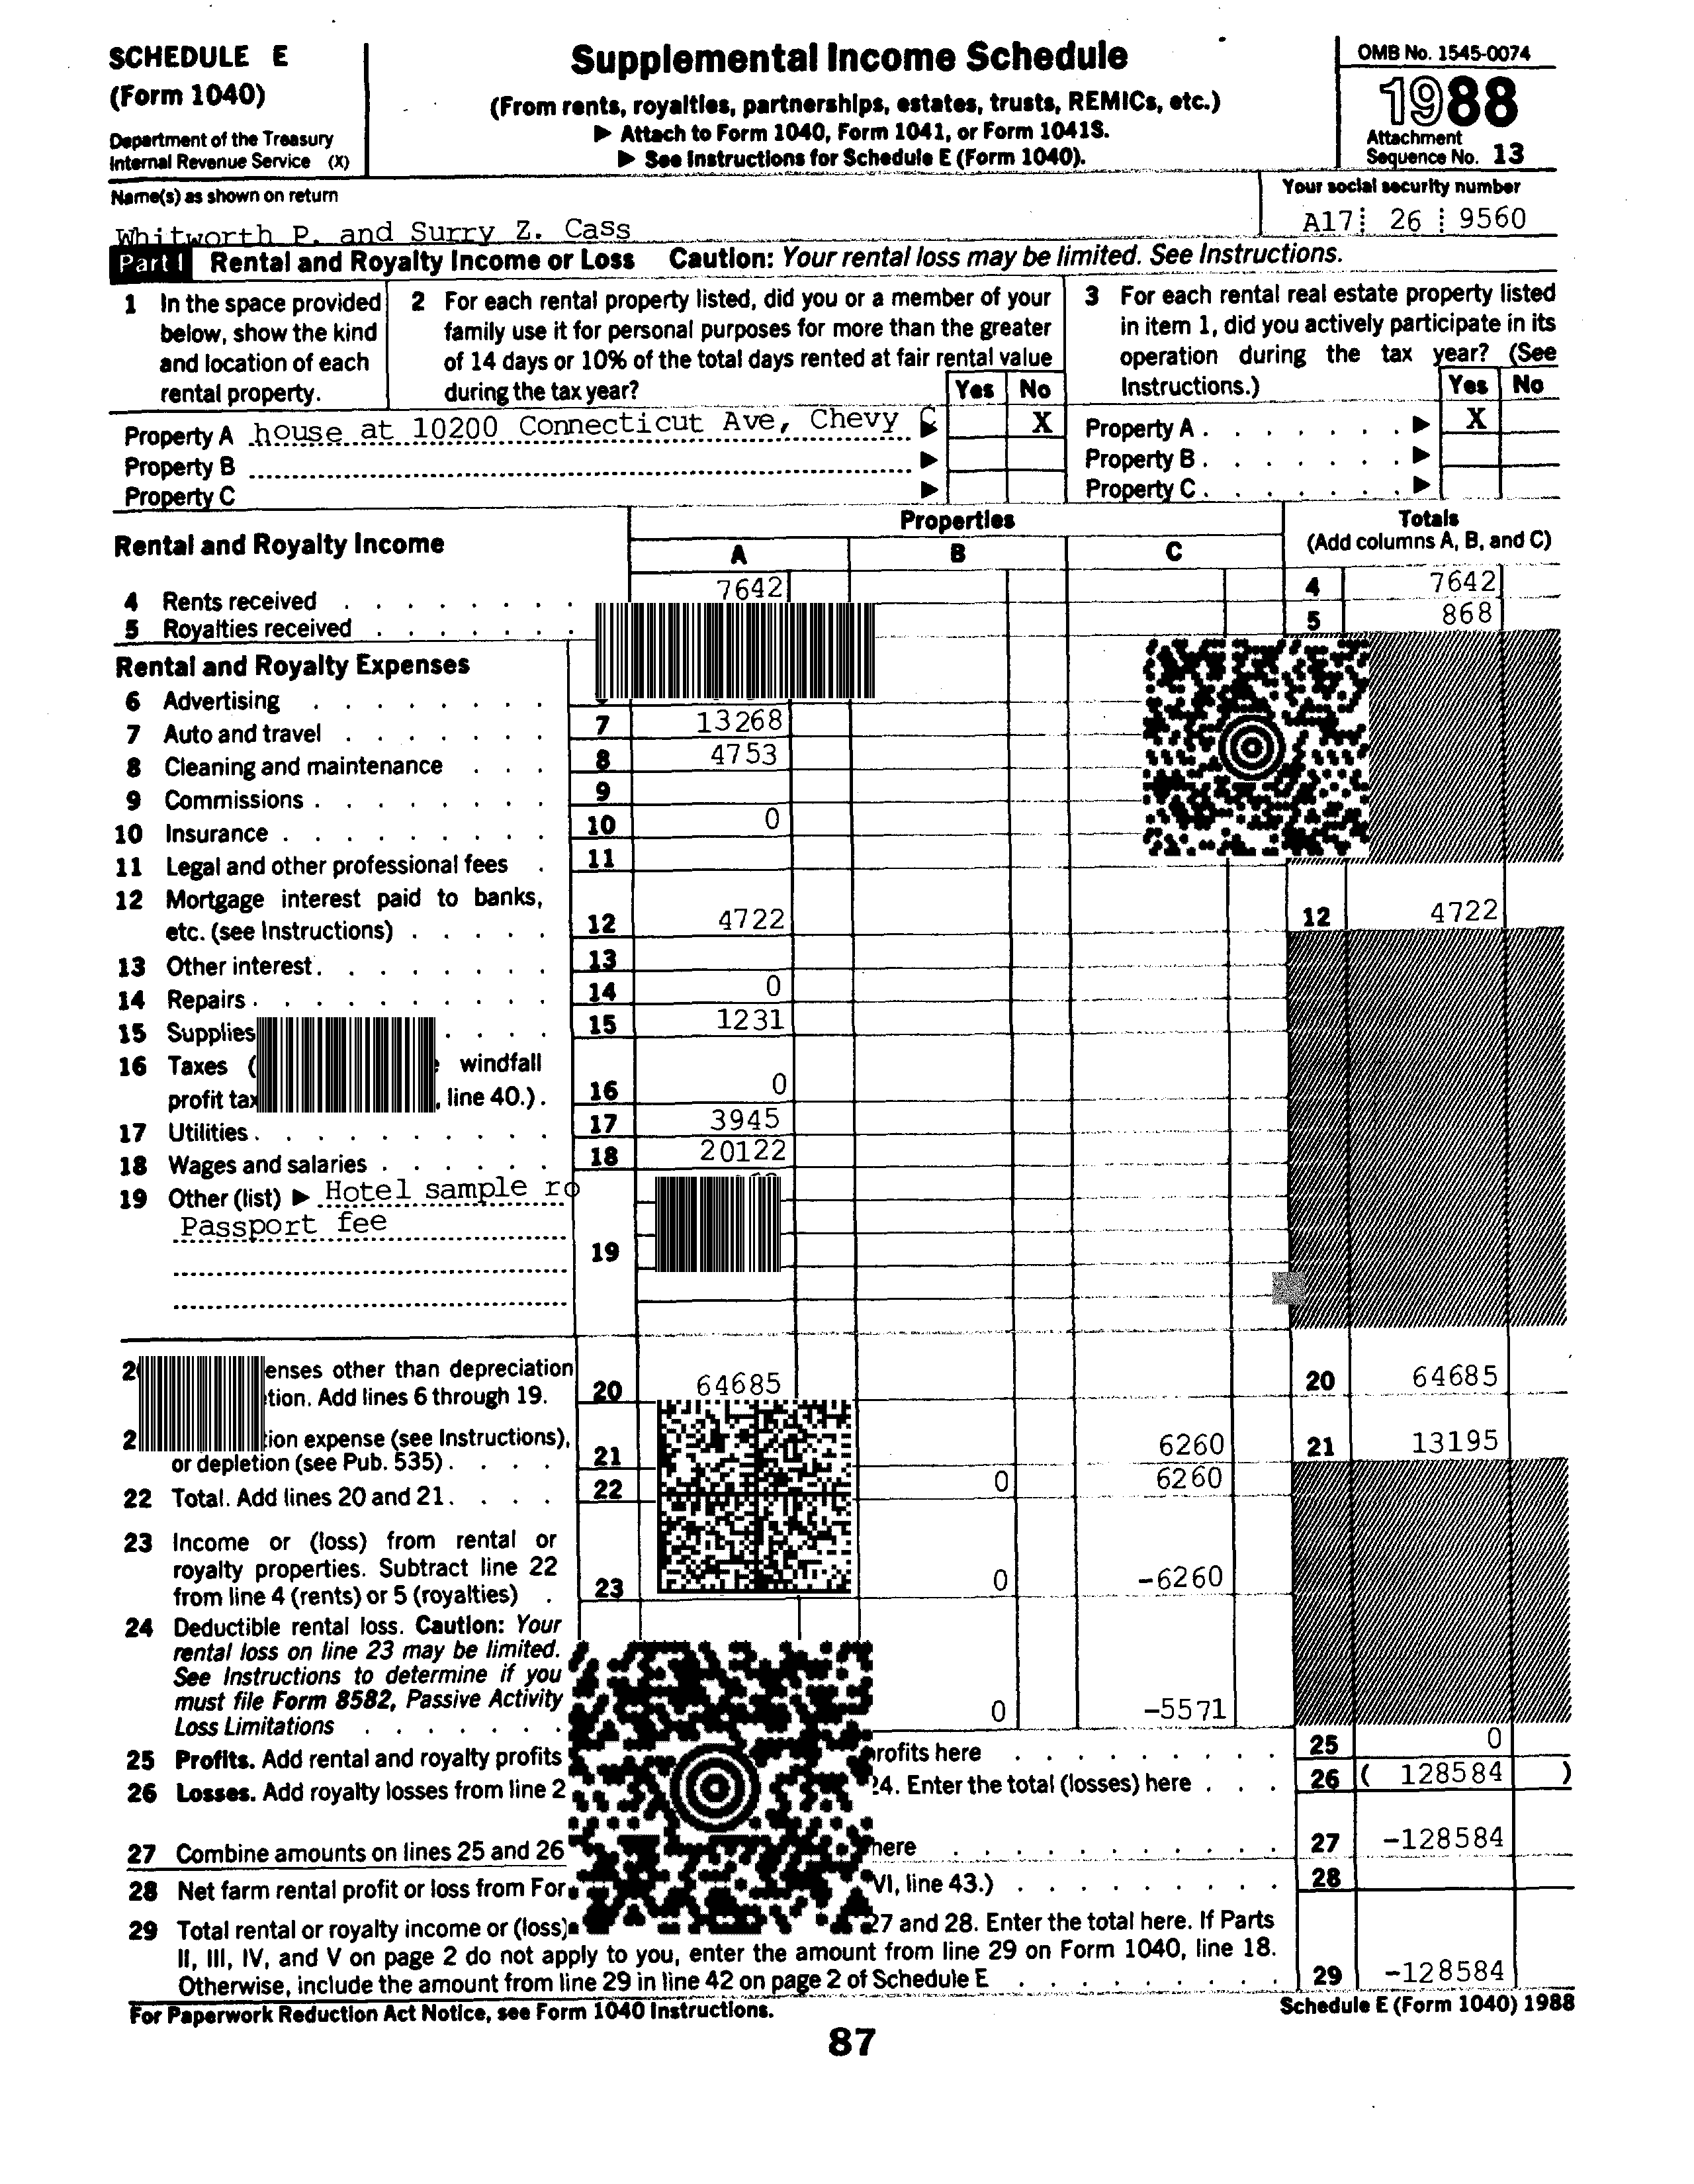 SCHEDULE E
(Form 1040)
Department of the Treasury
Internal Revenue Service (X)
Supplemental Income Schedule
(From rents, royalties, partnerships, estates, trusts, REMICs, etc.)
▶ Attach to Form 1040, Form 1041, or Form 1041S.
▶ See Instructions for Schedule E (Form 1040).
OMB No. 1545-0074
1988
Attachment
Sequence No. 13
Name(s) as shown on return
Whitworth P. and Surry Z. Cass
Your social security number
A17 26 9560
Part I Rental and Royalty Income or Loss Caution: Your rental loss may be limited. See Instructions.
1 In the space provided
below, show the kind
and location of each
rental property.
2 For each rental property listed, did you or a member of your
family use it for personal purposes for more than the greater
of 14 days or 10% of the total days rented at fair rental value
during the tax year?
Yes No
3 For each rental real estate property listed
in item 1, did you actively participate in its
operation during the tax year? (See
Instructions.)
Yes No
Property A house at 10200 Connecticut Ave, Chevy ▶ X Property A . . . . . . . ▶ X
Property B ▶ Property B . . . . . . . ▶
Property C ▶ Property C . . . . . . . ▶
Rental and Royalty Income
Properties
A B C
Totals
(Add columns A, B, and C)
4 Rents received . . . . . . . . 7642 4 7642
5 Royalties received . . . . . . . 5 868
Rental and Royalty Expenses
6 Advertising . . . . . . . .
7 Auto and travel . . . . . . . 7 13268
8 Cleaning and maintenance . . . 8 4753
9 Commissions . . . . . . . . 9
10 Insurance . . . . . . . . . 10 0
11 Legal and other professional fees . 11
12 Mortgage interest paid to banks,
etc. (see Instructions) . . . . . 12 4722 12 4722
13 Other interest . . . . . . . . 13
14 Repairs . . . . . . . . . . 14 0
15 Supplies . . . . 15 1231
16 Taxes ( windfall
profit tax , line 40.) . 16 0
17 Utilities . . . . . . . . . . 17 3945
18 Wages and salaries . . . . . . 18 20122
19 Other (list) ▶ Hotel sample ro
Passport fee
19
enses other than depreciation
tion. Add lines 6 through 19. 20 64685 20 64685
ion expense (see Instructions),
or depletion (see Pub. 535) . . . . 21 6260 21 13195
22 Total. Add lines 20 and 21. . . . 22 0 6260
23 Income or (loss) from rental or
royalty properties. Subtract line 22
from line 4 (rents) or 5 (royalties) . 23 0 -6260
24 Deductible rental loss. Caution: Your
rental loss on line 23 may be limited.
See Instructions to determine if you
must file Form 8582, Passive Activity
Loss Limitations . . . . . . . 0 -5571
25 Profits. Add rental and royalty profits rofits here . . . . . . . . . 25 0
26 Losses. Add royalty losses from line 2 24. Enter the total (losses) here . . . 26 ( 128584 )
27 Combine amounts on lines 25 and 26 here . . . . . . . . . . . 27 -128584
28 Net farm rental profit or loss from For VI, line 43.) . . . . . . . . . 28
29 Total rental or royalty income or (loss) 27 and 28. Enter the total here. If Parts
II, III, IV, and V on page 2 do not apply to you, enter the amount from line 29 on Form 1040, line 18.
Otherwise, include the amount from line 29 in line 42 on page 2 of Schedule E . . . . . . . . . 29 -128584
For Paperwork Reduction Act Notice, see Form 1040 Instructions. Schedule E (Form 1040) 1988
87